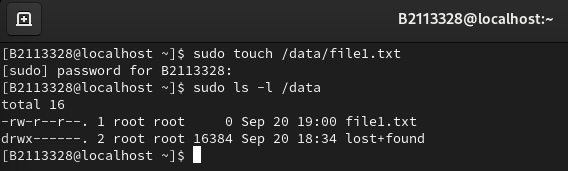 B2113328@localhost:~
[B2113328@localhost ~]$ sudo touch /data/file1.txt
[sudo] password for B2113328:
[B2113328@localhost ~]$ sudo ls -l /data
total 16
-rw-r--r--. 1 root root     0 Sep 20 19:00 file1.txt
drwx------. 2 root root 16384 Sep 20 18:34 lost+found
[B2113328@localhost ~]$